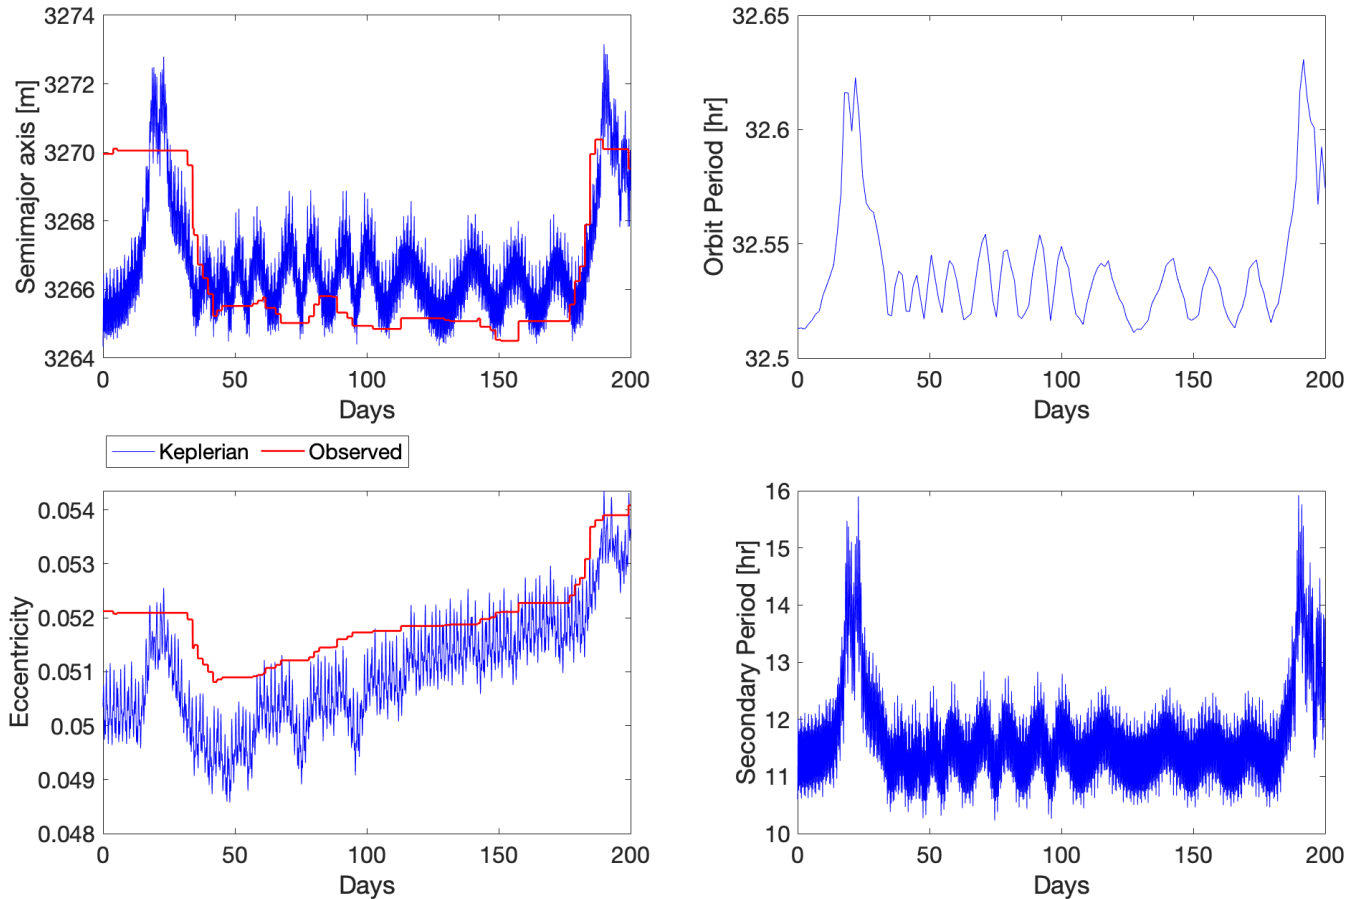 3274
3272
3270
3268
3266
3264
Semimajor axis [m]
0 50 100 150 200
Days
32.65
32.6
32.55
32.5
Orbit Period [hr]
0 50 100 150 200
Days
Keplerian Observed
0.054
0.053
0.052
0.051
0.05
0.049
0.048
Eccentricity
0 50 100 150 200
Days
16
15
14
13
12
11
10
Secondary Period [hr]
0 50 100 150 200
Days